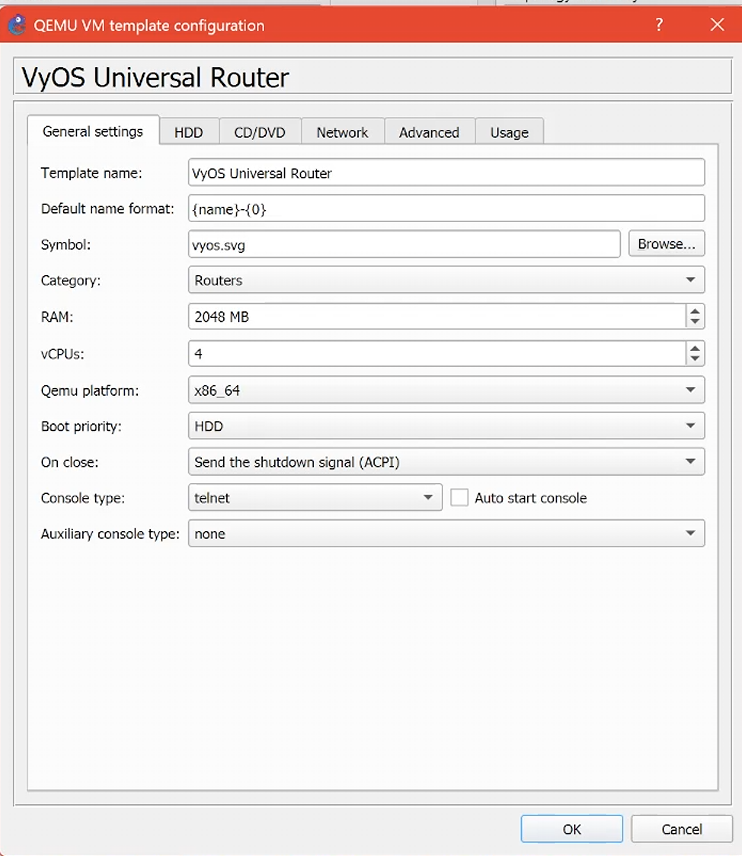 QEMU VM template configuration ?
VyOS Universal Router
General settings HDD CD/DVD Network Advanced Usage
Template name: VyOS Universal Router
Default name format: {name}-{0}
Symbol: vyos.svg Browse...
Category: Routers
RAM: 2048 MB
vCPUs: 4
Qemu platform: x86_64
Boot priority: HDD
On close: Send the shutdown signal (ACPI)
Console type: telnet Auto start console
Auxiliary console type: none
OK Cancel